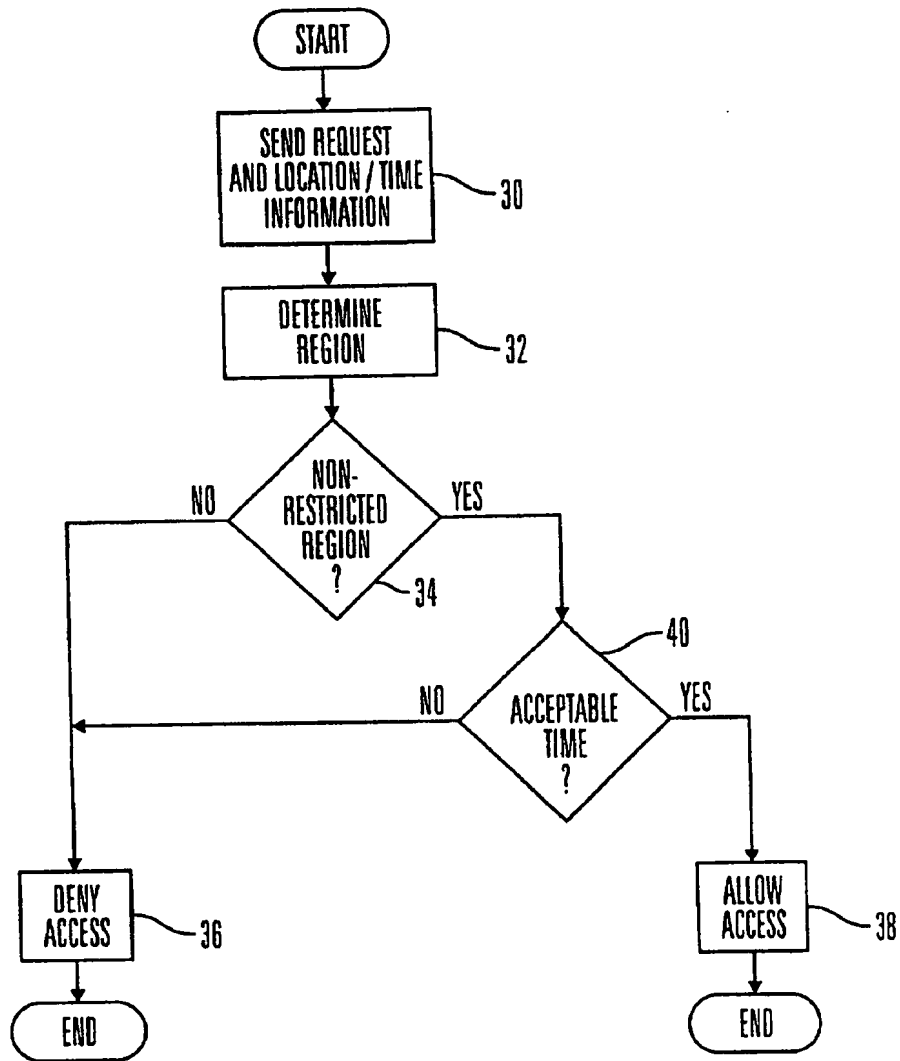 START
SEND REQUEST
AND LOCATION / TIME
INFORMATION
30
DETERMINE
REGION
32
NON-
RESTRICTED
REGION
?
NO
YES
34
40
ACCEPTABLE
TIME
?
NO
YES
DENY
ACCESS
36
ALLOW
ACCESS
38
END
END